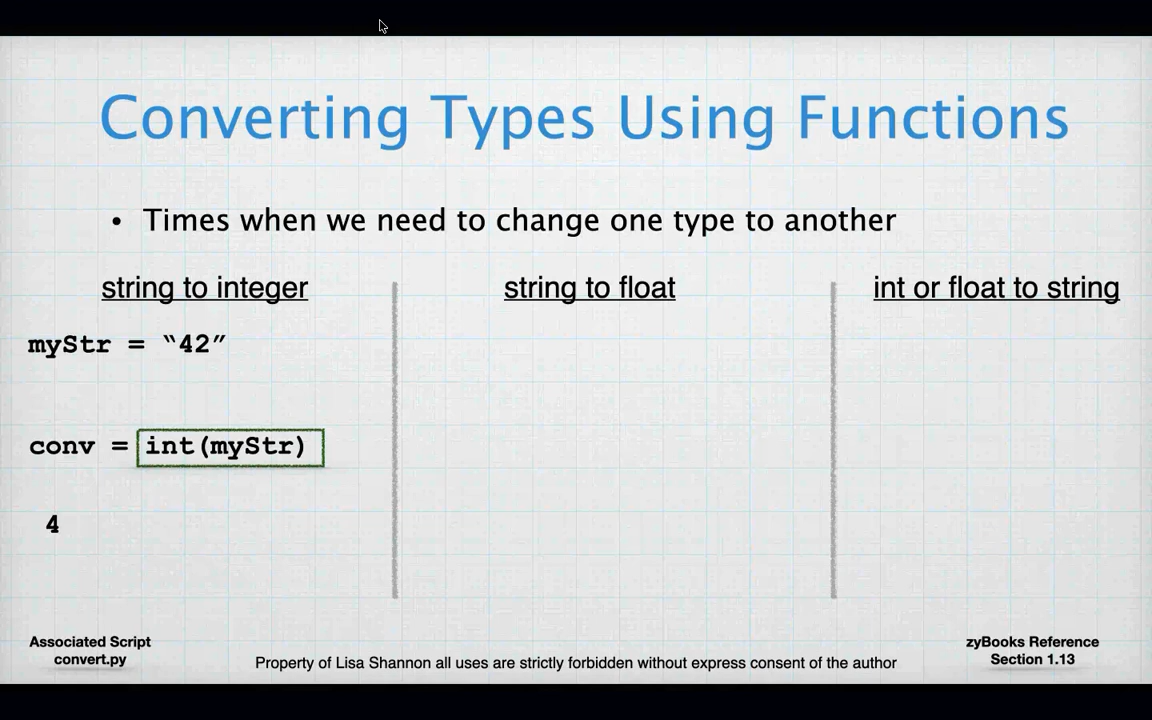 Converting Types Using Functions
• Times when we need to change one type to another
string to integer
string to float
int or float to string
myStr = “42”
conv = int(myStr)
4
Associated Script
convert.py
Property of Lisa Shannon all uses are strictly forbidden without express consent of the author
zyBooks Reference
Section 1.13